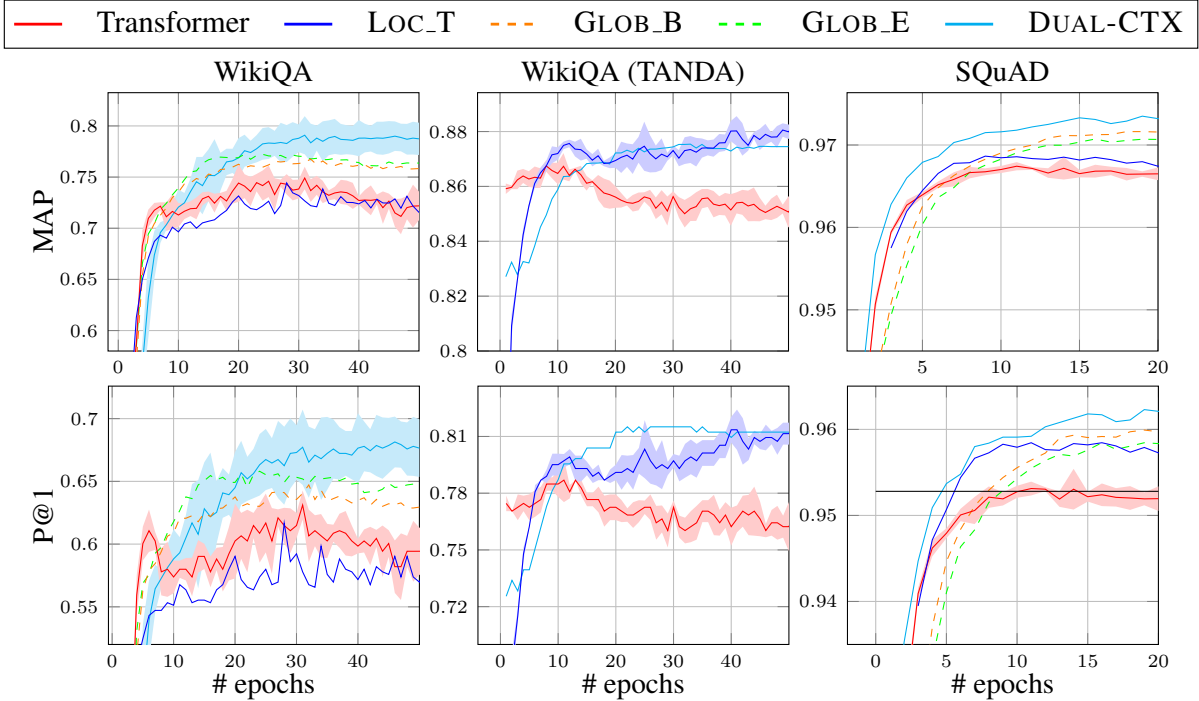 Transformer LOC_T GLOB_B GLOB_E DUAL-CTX
WikiQA WikiQA (TANDA) SQuAD
MAP
0.8
0.75
0.7
0.65
0.6
0 10 20 30 40
0.88
0.86
0.84
0.82
0.8
0 10 20 30 40
0.97
0.96
0.95
5 10 15 20
P@1
0.7
0.65
0.6
0.55
0 10 20 30 40
# epochs
0.81
0.78
0.75
0.72
0 10 20 30 40
# epochs
0.96
0.95
0.94
0 5 10 15 20
# epochs